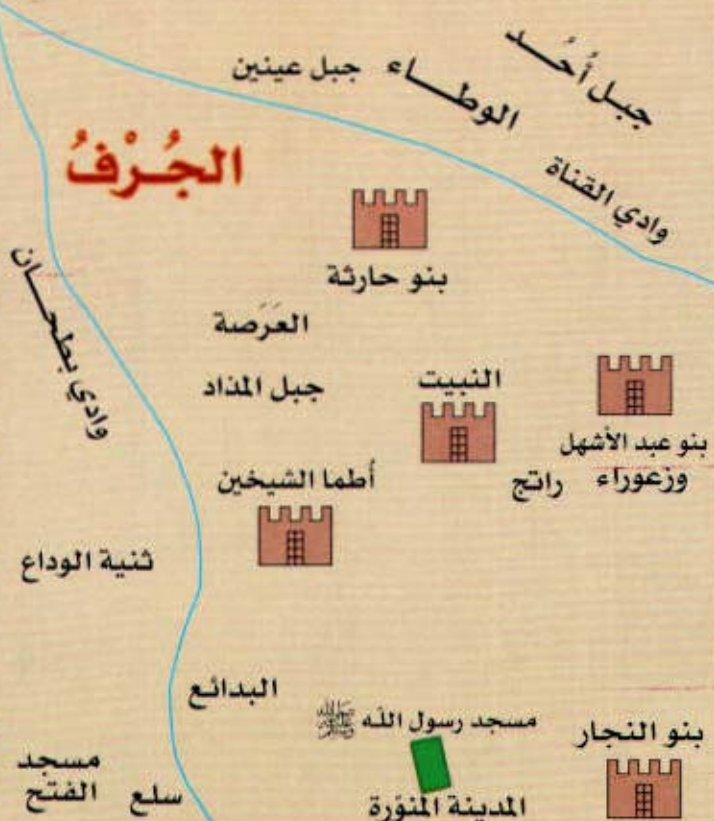 جبل أُحُد
جبل عينين
الوطاء
وادي القناة
الجُرْفُ
بنو حارثة
وادي بطحان
العَرَصة
جبل المذاد
النبيت
بنو عبد الأشهل
وزعوراء
راتج
أُطما الشيخين
ثنية الوداع
البدائع
مسجد رسول الله ﷺ
بنو النجار
مسجد
الفتح
سلع
المدينة المنوّرة